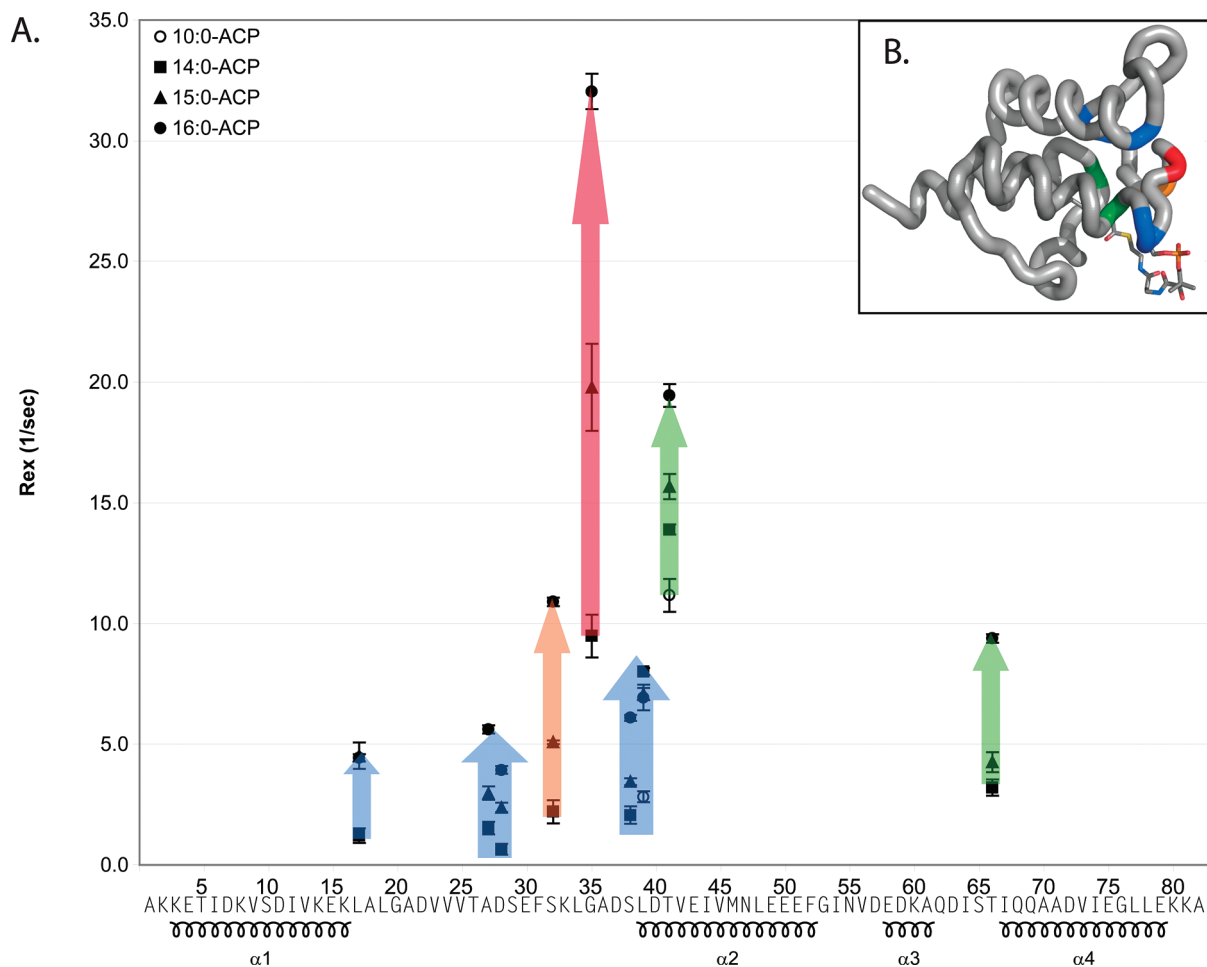 A.
35.0
10:0-ACP
14:0-ACP
15:0-ACP
16:0-ACP
B.
30.0
25.0
20.0
15.0
10.0
5.0
0.0
Rex (1/sec)
5 10 15 20 25 30 35 40 45 50 55 60 65 70 75 80
AKKKETIDKVSDIVKEKLALGADVVVTADSEFSKLGADSLDTVEIVMNLEEEFGINVDEDKAQDISTIQQAADVIEGLLEKKA
α1 α2 α3 α4